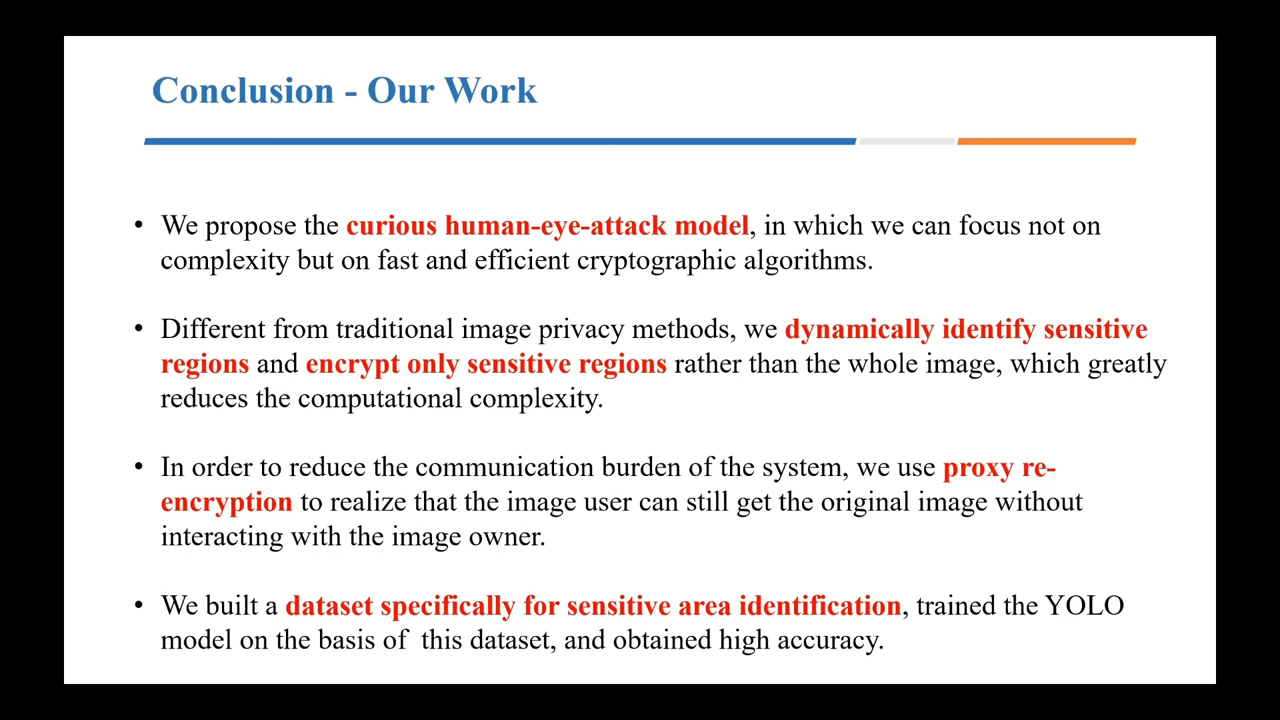 Conclusion - Our Work
• We propose the curious human-eye-attack model, in which we can focus not on
complexity but on fast and efficient cryptographic algorithms.
• Different from traditional image privacy methods, we dynamically identify sensitive
regions and encrypt only sensitive regions rather than the whole image, which greatly
reduces the computational complexity.
• In order to reduce the communication burden of the system, we use proxy re-
encryption to realize that the image user can still get the original image without
interacting with the image owner.
• We built a dataset specifically for sensitive area identification, trained the YOLO
model on the basis of  this dataset, and obtained high accuracy.